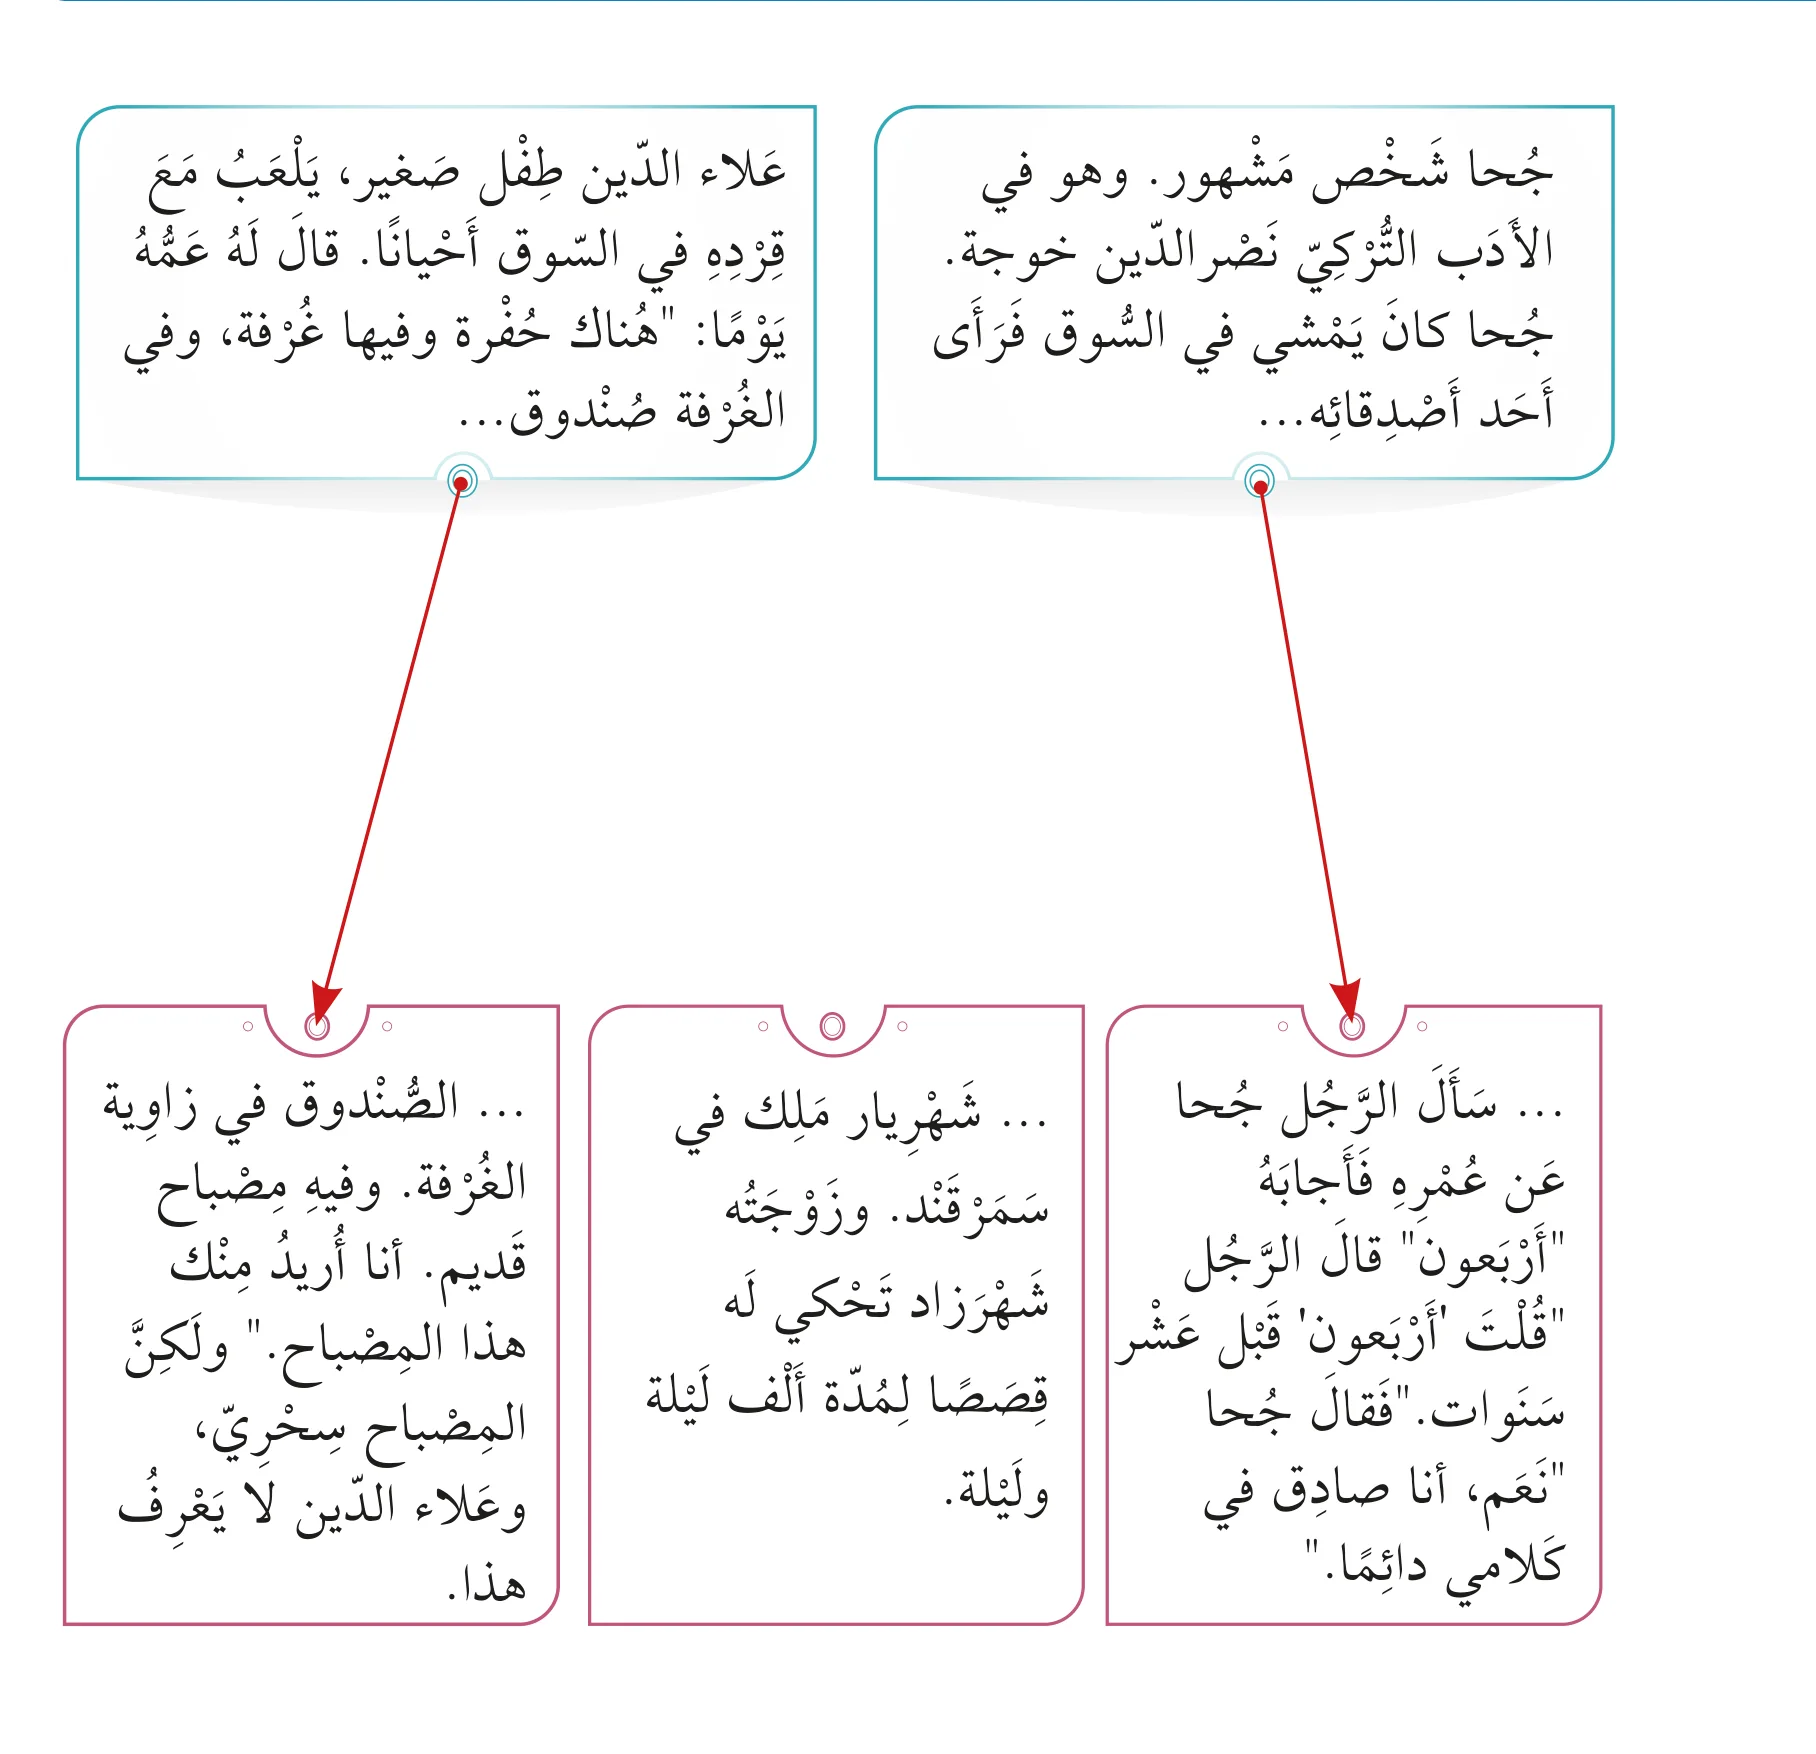 جُحا شَخْص مَشْهور. وهو في
الأَدَب التُّرْكِيّ نَصْر الدّين خوجة.
جُحا كانَ يَمْشي في السُّوق فَرَأَى
أَحَد أَصْدِقائِه...
عَلاء الدّين طِفْل صَغير، يَلْعَبُ مَعَ
قِرْدِهِ في السّوق أَحْيانًا. قالَ لَهُ عَمُّهُ
يَوْمًا: "هُناك حُفْرة وفيها غُرْفة، وفي
الغُرْفة صُنْدوق...
... سَأَلَ الرَّجُل جُحا
عَن عُمْرِهِ فَأَجابَهُ
"أَرْبَعونَ" قالَ الرَّجُل
"قُلْتَ 'أَرْبَعون' قَبْل عَشْر
سَنَوات."فَقالَ جُحا
"نَعَم، أنا صادِق في
كَلامي دائِمًا."
... شَهْرِيار مَلِك في
سَمَرْقَنْد. وزَوْجَتُه
شَهْرَزاد تَحْكي لَه
قِصَصًا لِمُدّة أَلْف لَيْلة
ولَيْلة.
... الصُّنْدوق في زاوِية
الغُرْفة. وفيهِ مِصْباح
قَديم. أنا أُريدُ مِنْك
هذا المِصْباح." ولَكِنَّ
المِصْباح سِحْرِيّ،
وعَلاء الدّين لا يَعْرِفُ
هذا.